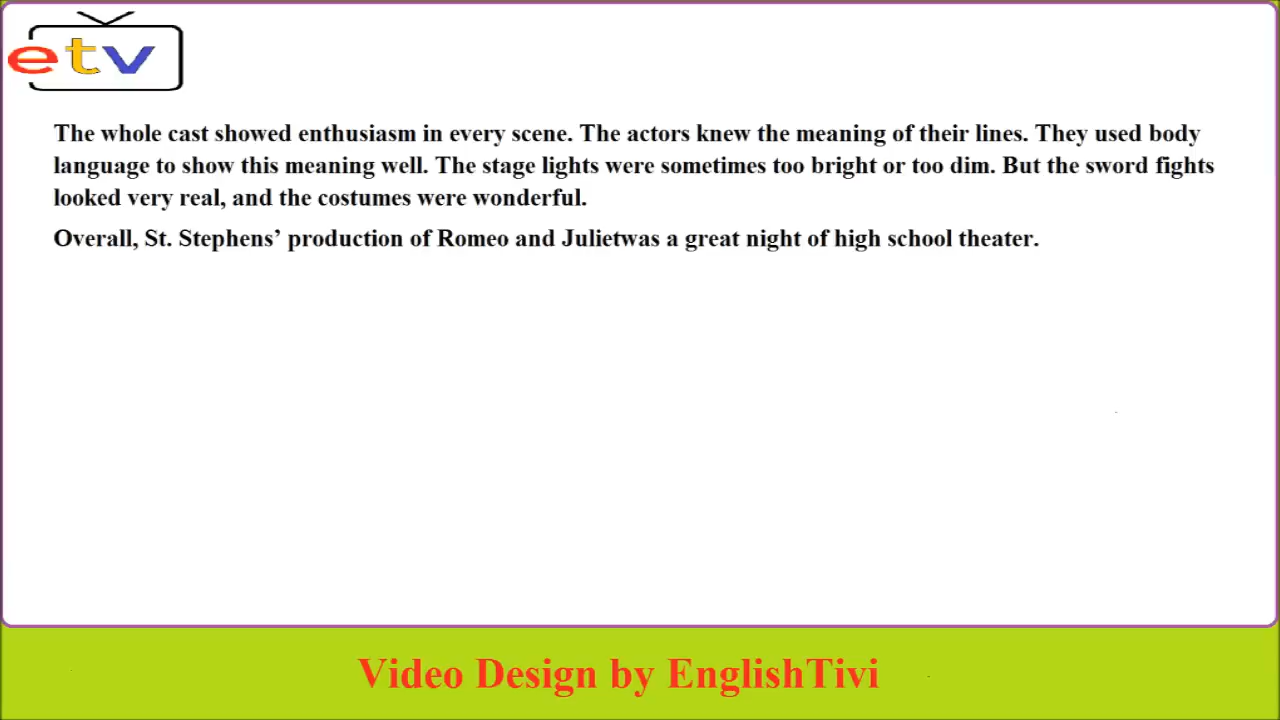 etv
The whole cast showed enthusiasm in every scene. The actors knew the meaning of their lines. They used body
language to show this meaning well. The stage lights were sometimes too bright or too dim. But the sword fights
looked very real, and the costumes were wonderful.
Overall, St. Stephens’ production of Romeo and Julietwas a great night of high school theater.
Video Design by EnglishTivi